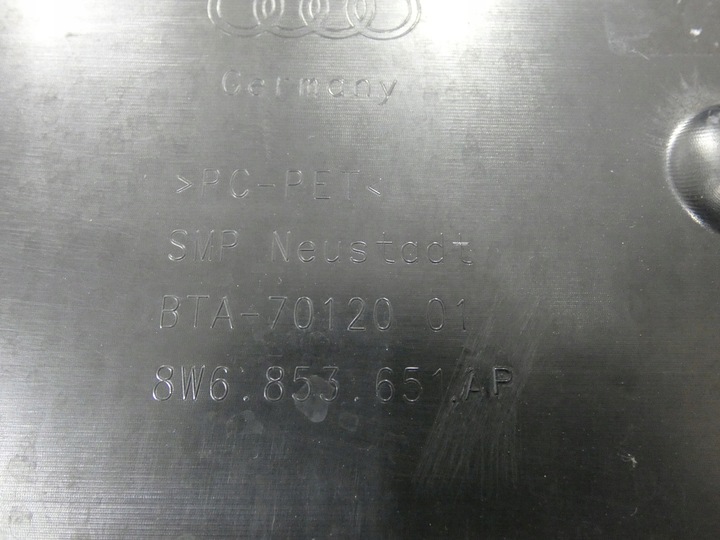 Germany
>PC-PET<
SMP Neustadt
BTA-70120 01
8W6.853.651.AP